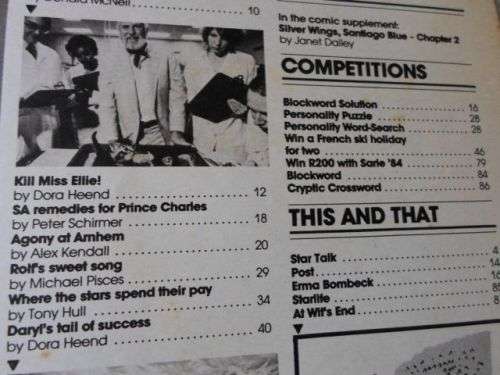 by Donald McNeil 10
Kill Miss Ellie!
by Dora Heend 12
SA remedies for Prince Charles
by Peter Schirmer 18
Agony at Arnhem
by Alex Kendall 20
Rolf's sweet song
by Michael Pisces 29
Where the stars spend their pay
by Tony Hull 34
Daryl's tail of success
by Dora Heend 40
In the comic supplement:
Silver Wings, Santiago Blue - Chapter 2
by Janet Dailey
COMPETITIONS
Blockword Solution 16
Personality Puzzle 28
Personality Word-Search 28
Win a French ski holiday
for two 46
Win R200 with Sarie '84 79
Blockword 84
Cryptic Crossword 86
THIS AND THAT
Star Talk
Post 14
Erma Bombeck
Starlife
At Wit's End